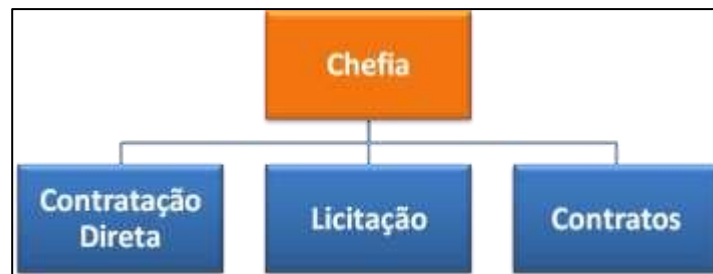 Chefia
Contratação
Direta
Licitação
Contratos